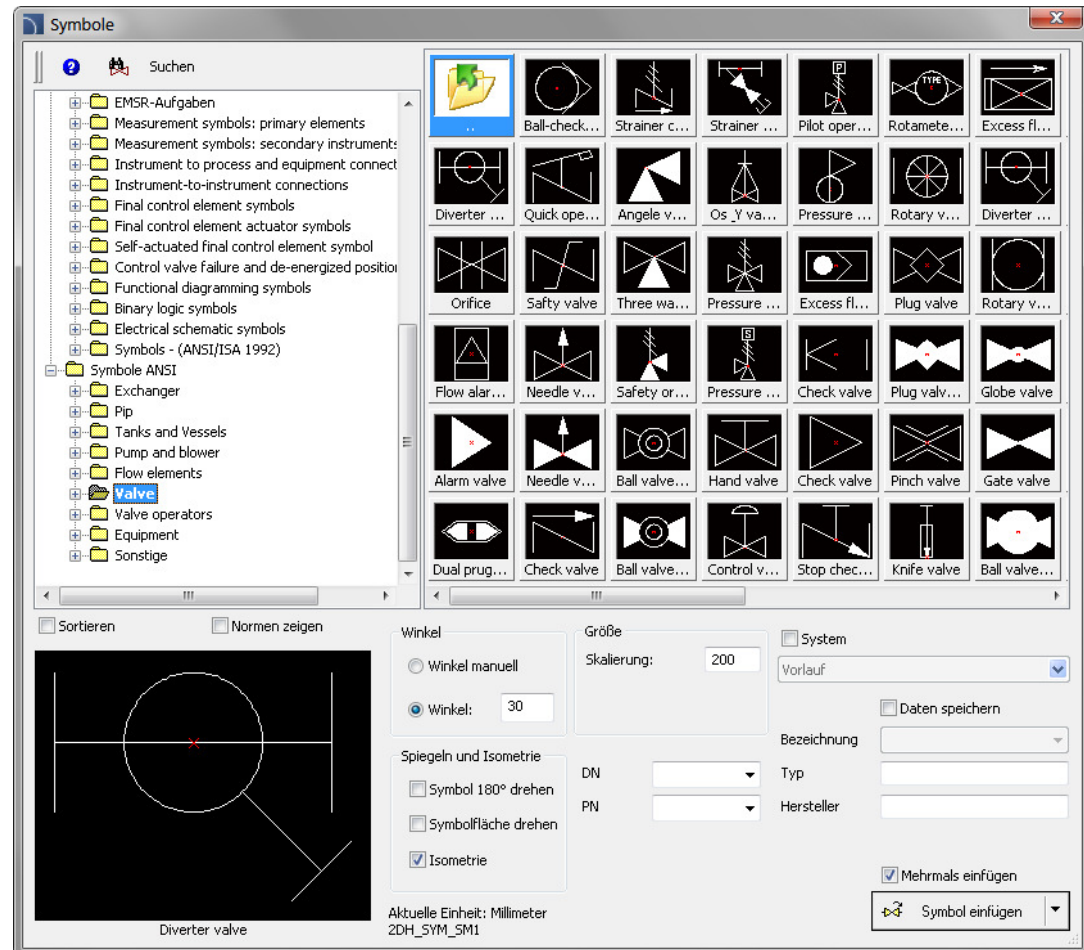 Symbole
Suchen
EMSR-Aufgaben
Measurement symbols: primary elements
Measurement symbols: secondary instruments
Instrument to process and equipment connect
Instrument-to-instrument connections
Final control element symbols
Final control element actuator symbols
Self-actuated final control element symbol
Control valve failure and de-energized position
Functional diagramming symbols
Binary logic symbols
Electrical schematic symbols
Symbols - (ANSI/ISA 1992)
Symbole ANSI
Exchanger
Pip
Tanks and Vessels
Pump and blower
Flow elements
Valve
Valve operators
Equipment
Sonstige
P TYPE
.. Ball-check... Strainer c... Strainer ... Pilot oper... Rotamete... Excess fl...
Diverter ... Quick ope... Angele v... Os_Y va... Pressure ... Rotary v... Diverter ...
Orifice Safty valve Three wa... Pressure ... Excess fl... Plug valve Rotary v...
S
Flow alar... Needle v... Safety or... Pressure ... Check valve Plug valv... Globe valve
Alarm valve Needle v... Ball valve... Hand valve Check valve Pinch valve Gate valve
Dual prug... Check valve Ball valve... Control v... Stop chec... Knife valve Ball valve...
Sortieren Normen zeigen
Diverter valve
Winkel
Winkel manuell
Winkel: 30
Spiegeln und Isometrie
Symbol 180° drehen
Symbolfläche drehen
Isometrie
Aktuelle Einheit: Millimeter
2DH_SYM_SM1
Größe
Skalierung: 200
DN
PN
System
Vorlauf
Daten speichern
Bezeichnung
Typ
Hersteller
Mehrmals einfügen
Symbol einfügen